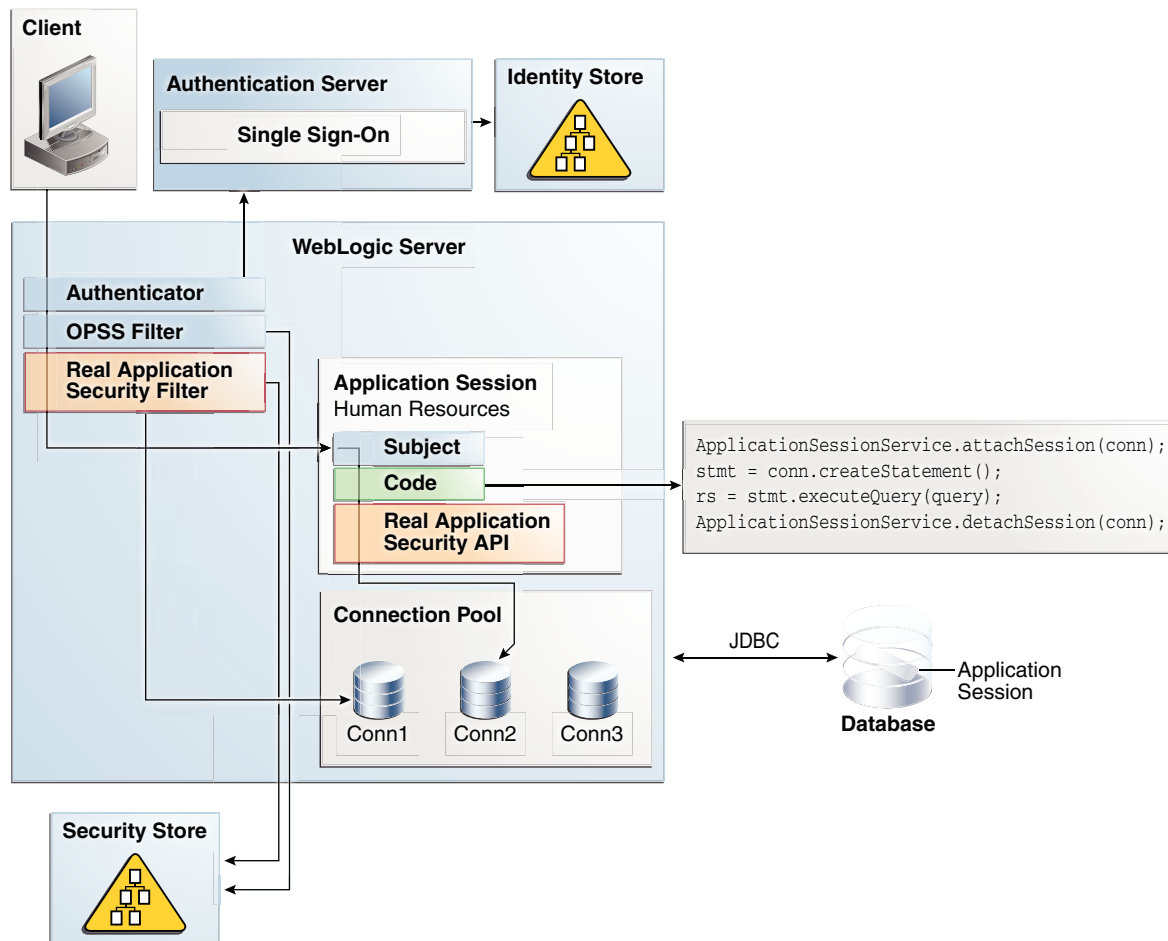 Client
Authentication Server
Single Sign-On
Identity Store
WebLogic Server
Authenticator
OPSS Filter
Real Application
Security Filter
Application Session
Human Resources
Subject
Code
Real Application
Security API
ApplicationSessionService.attachSession(conn);
stmt = conn.createStatement();
rs = stmt.executeQuery(query);
ApplicationSessionService.detachSession(conn);
Connection Pool
Conn1
Conn2
Conn3
JDBC
Application
Session
Database
Security Store